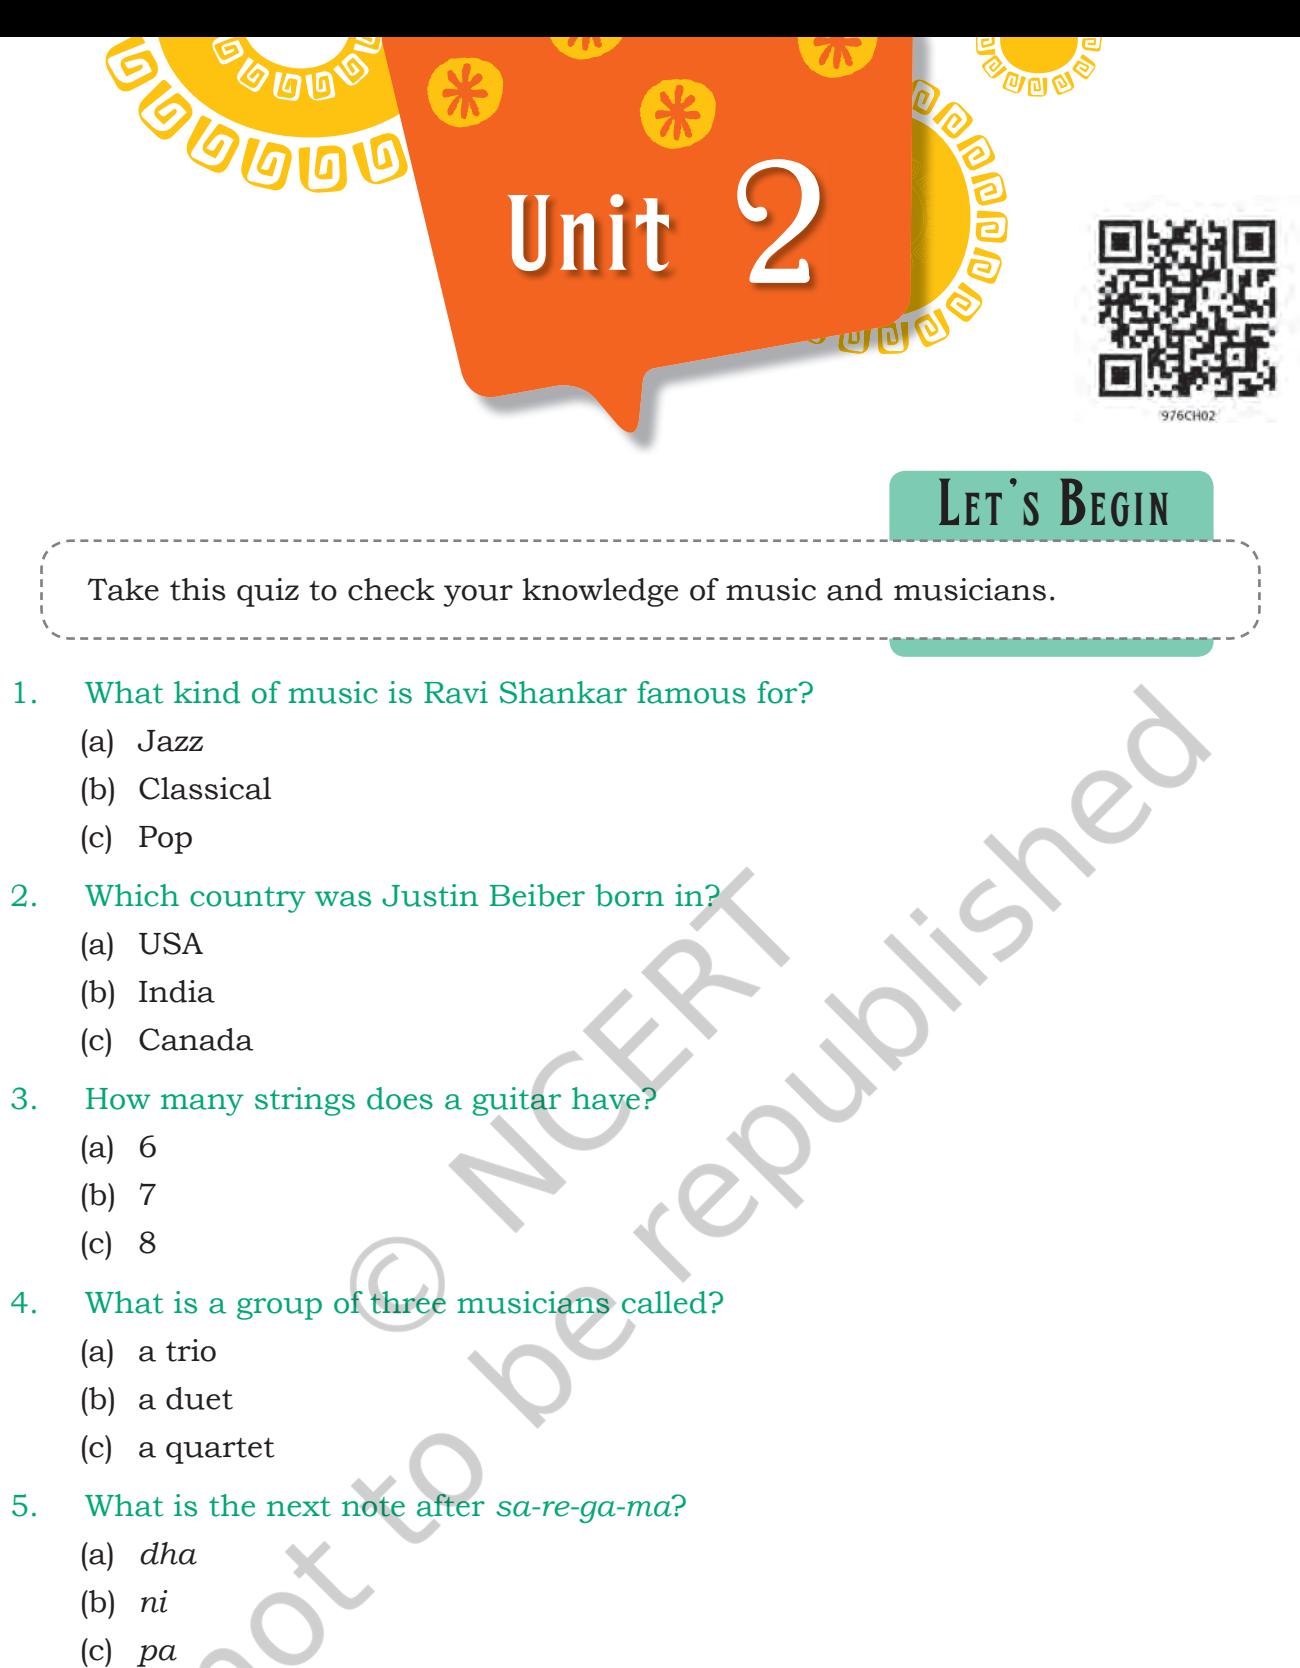 Unit 2
976CH02
LET'S BEGIN
Take this quiz to check your knowledge of music and musicians.
1. What kind of music is Ravi Shankar famous for?
(a) Jazz
(b) Classical
(c) Pop
2. Which country was Justin Beiber born in?
(a) USA
(b) India
(c) Canada
3. How many strings does a guitar have?
(a) 6
(b) 7
(c) 8
4. What is a group of three musicians called?
(a) a trio
(b) a duet
(c) a quartet
5. What is the next note after sa-re-ga-ma?
(a) dha
(b) ni
(c) pa
© NCERT
not to be republished